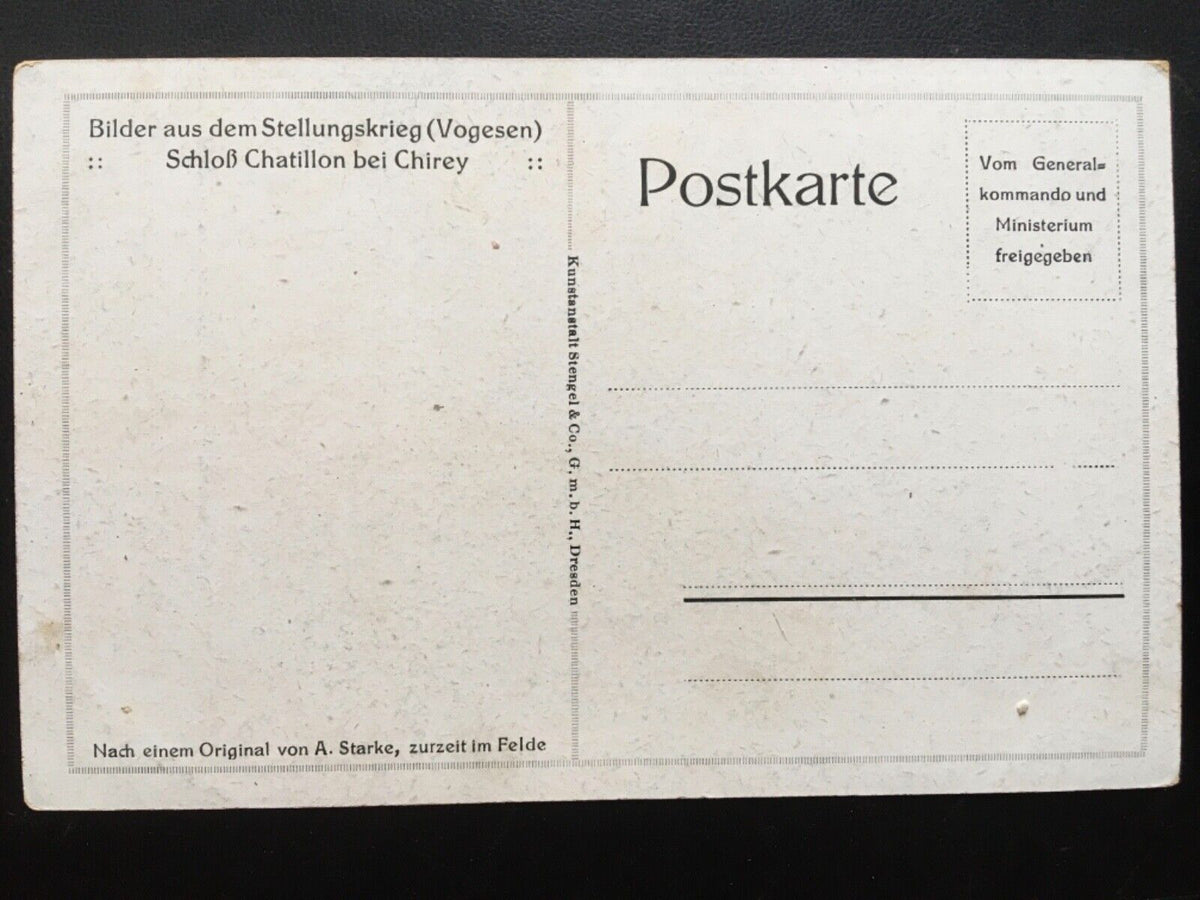 Bilder aus dem Stellungskrieg (Vogesen)
:: Schloß Chatillon bei Chirey ::
Nach einem Original von A. Starke, zurzeit im Felde
Kunstanstalt Stengel & Co., G. m. b. H., Dresden
Postkarte
Vom General=
kommando und
Ministerium
freigegeben